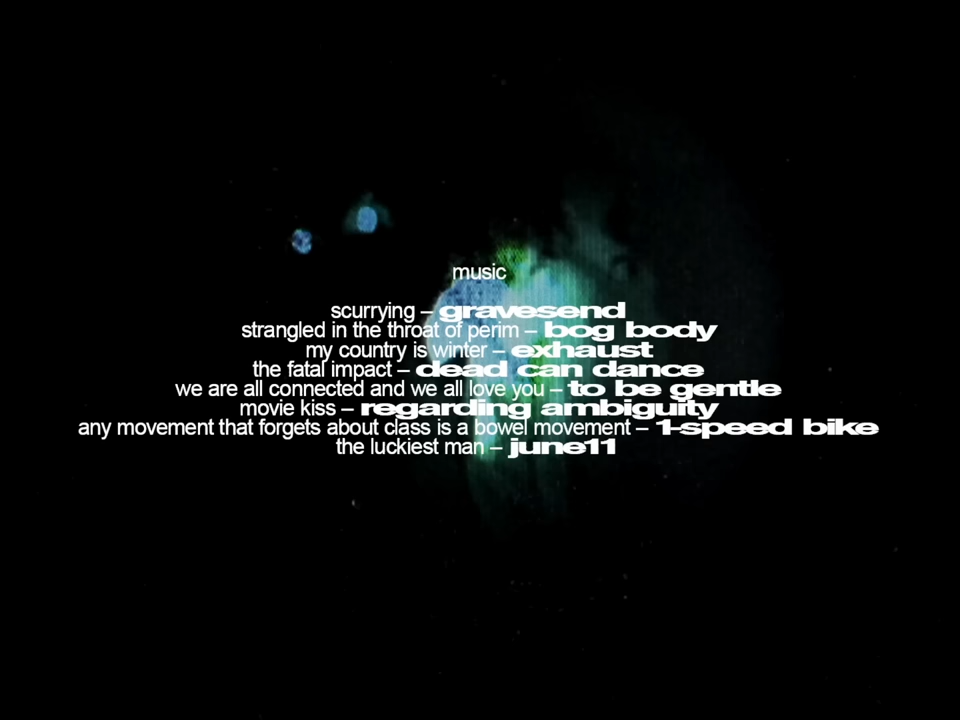 music
scurrying – gravesend
strangled in the throat of perim – bog body
my country is winter – exhaust
the fatal impact – dead can dance
we are all connected and we all love you – to be gentle
movie kiss – regarding ambiguity
any movement that forgets about class is a bowel movement – 1-speed bike
the luckiest man – june11